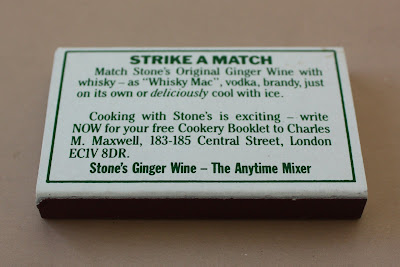 STRIKE A MATCH
Match Stone's Original Ginger Wine with
whisky – as "Whisky Mac", vodka, brandy, just
on its own or deliciously cool with ice.
Cooking with Stone's is exciting – write
NOW for your free Cookery Booklet to Charles
M. Maxwell, 183-185 Central Street, London
EC1V 8DR.
Stone's Ginger Wine – The Anytime Mixer